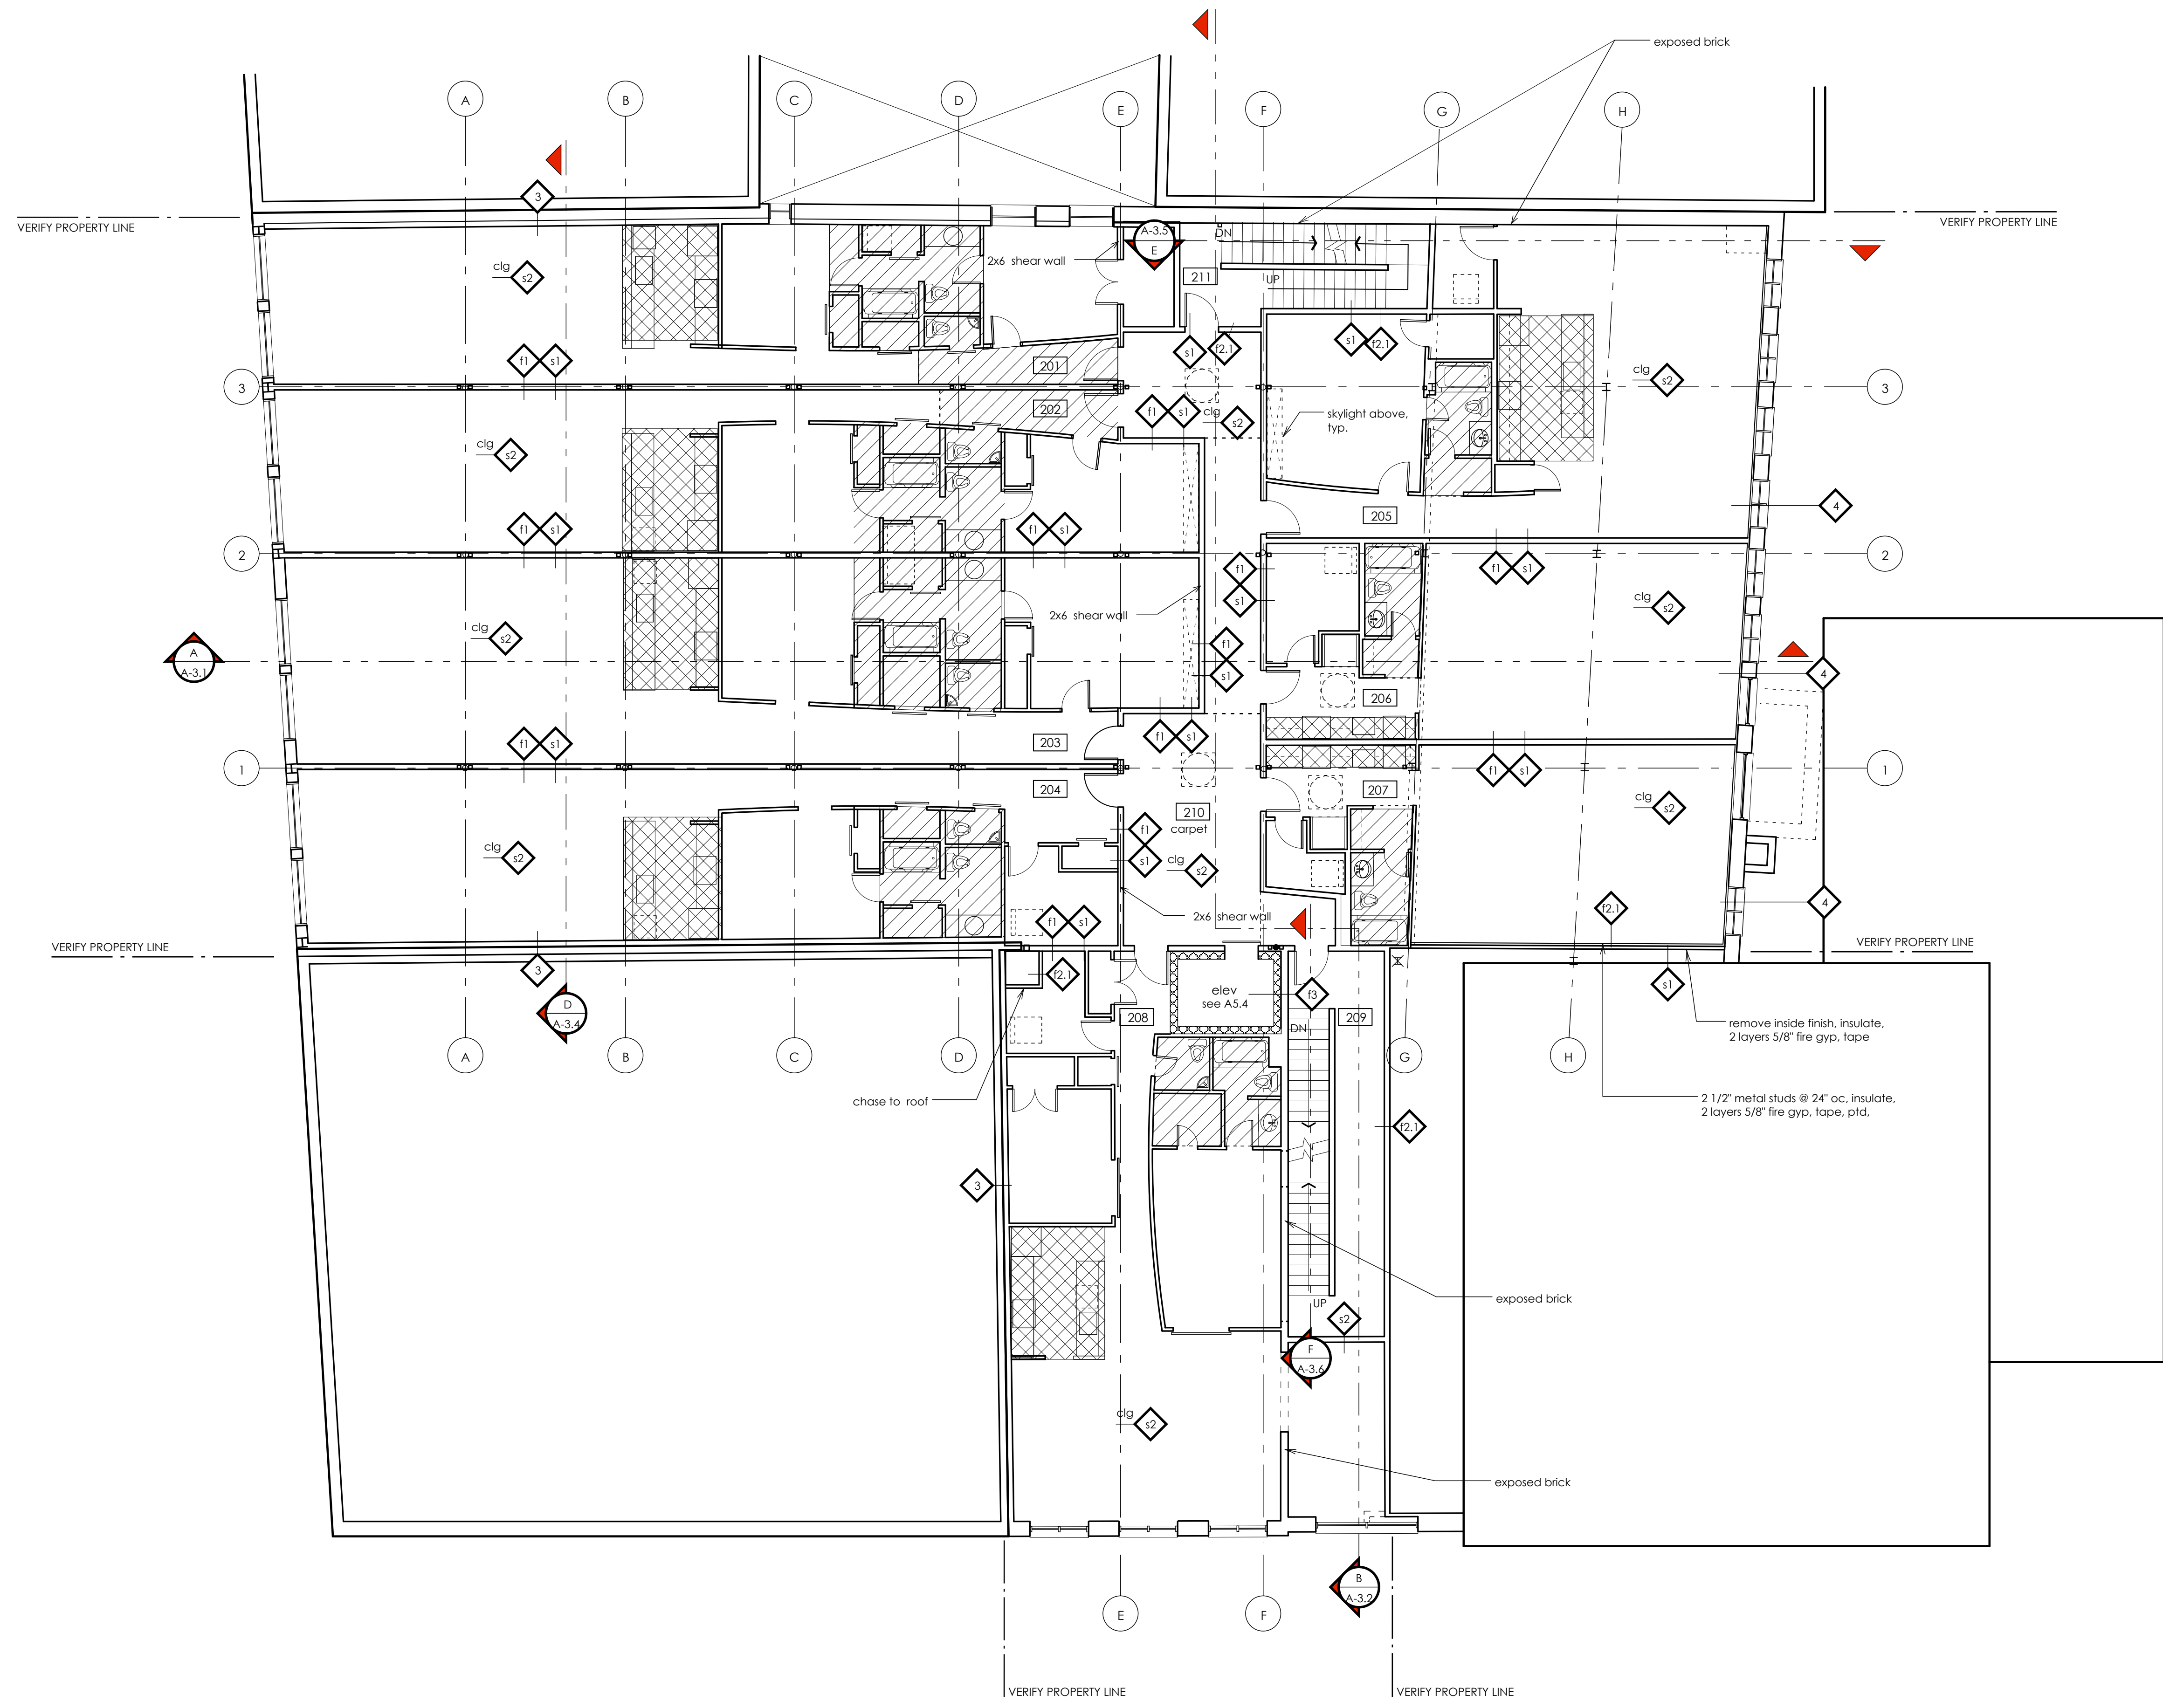 exposed brick
A
B
C
D
E
F
G
H
3
VERIFY PROPERTY LINE
VERIFY PROPERTY LINE
A-3.5
E
DN
2x6 shear wall
211
UP
clg
s2
f1
s1
s1
f2.1
s1
f2.1
201
clg
s2
3
3
202
f1
s1
clg
s2
skylight above,
typ.
clg
s2
4
205
f1
s1
f1
s1
2
2
f1
s1
f1
s1
clg
s2
2x6 shear wall
clg
s2
f1
s1
A
A-3.1
4
206
f1
s1
203
f1
s1
1
1
f1
s1
204
207
clg
s2
210
f1
carpet
s1
clg
s2
clg
s2
4
f1
s1
2x6 shear wall
f2.1
VERIFY PROPERTY LINE
VERIFY PROPERTY LINE
3
f2.1
elev
see A5.4
f3
s1
D
A-3.4
208
DN
209
remove inside finish, insulate,
2 layers 5/8" fire gyp, tape
A
B
C
D
G
H
chase to roof
2 1/2" metal studs @ 24" oc, insulate,
2 layers 5/8" fire gyp, tape, ptd,
f2.1
3
exposed brick
UP
s2
F
A-3.6
clg
s2
exposed brick
B
A-3.2
E
F
VERIFY PROPERTY LINE
VERIFY PROPERTY LINE